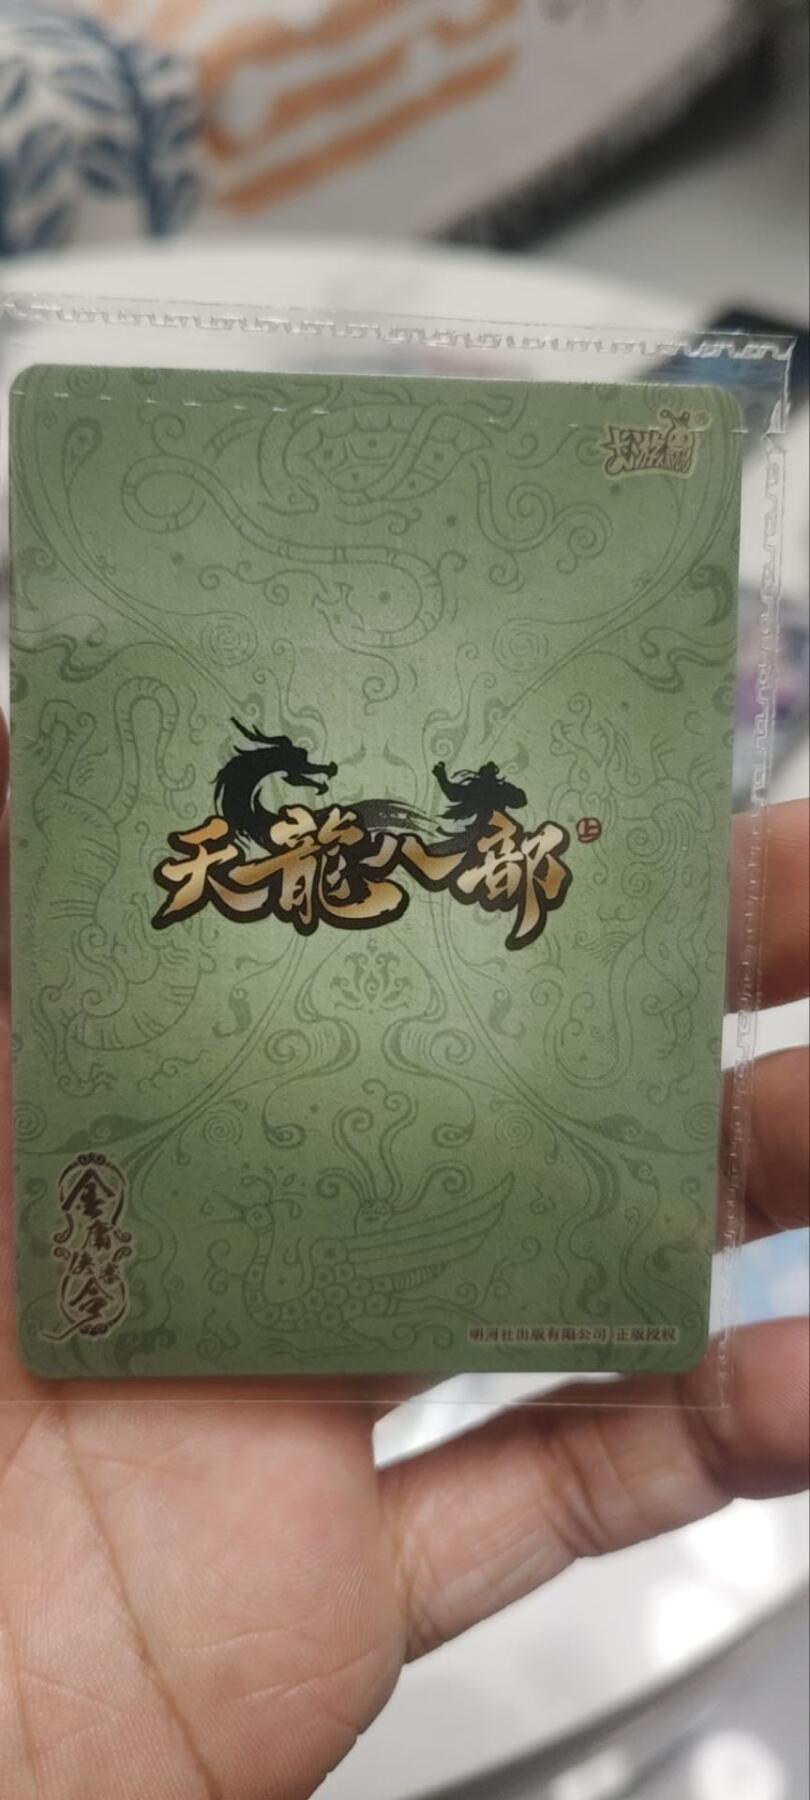 卡游
®
天龍八部
上
金庸
侠客
令
明河社出版有限公司 正版授权